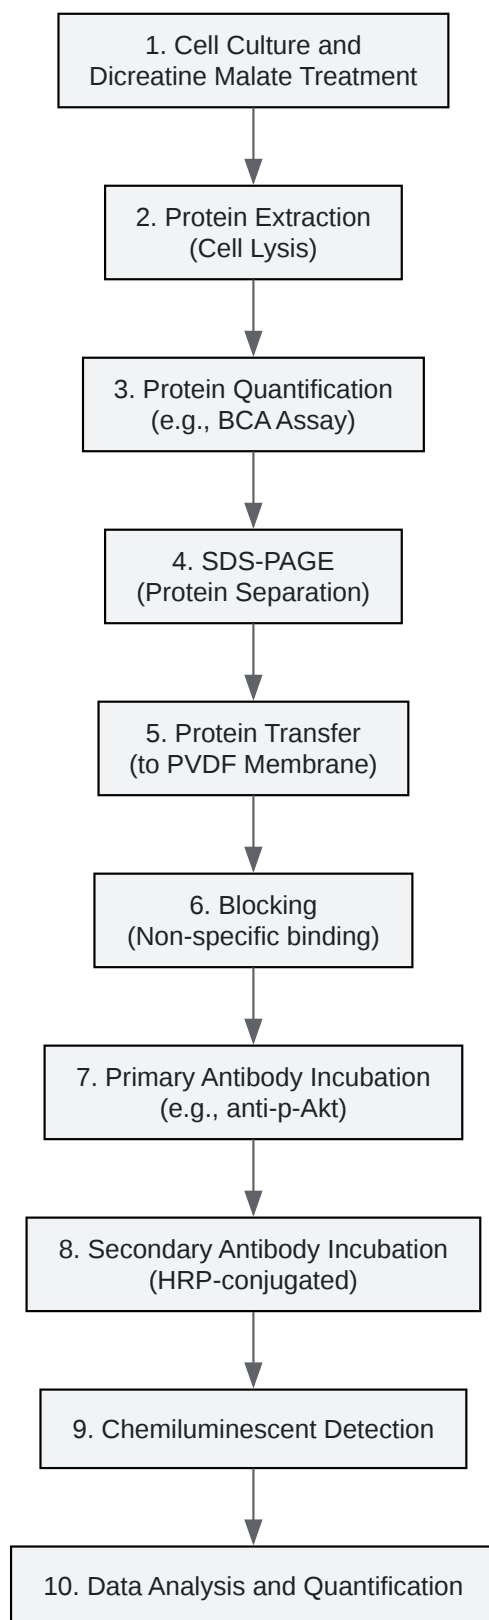 1. Cell Culture and
Dicreatine Malate Treatment
2. Protein Extraction
(Cell Lysis)
3. Protein Quantification
(e.g., BCA Assay)
4. SDS-PAGE
(Protein Separation)
5. Protein Transfer
(to PVDF Membrane)
6. Blocking
(Non-specific binding)
7. Primary Antibody Incubation
(e.g., anti-p-Akt)
8. Secondary Antibody Incubation
(HRP-conjugated)
9. Chemiluminescent Detection
10. Data Analysis and Quantification